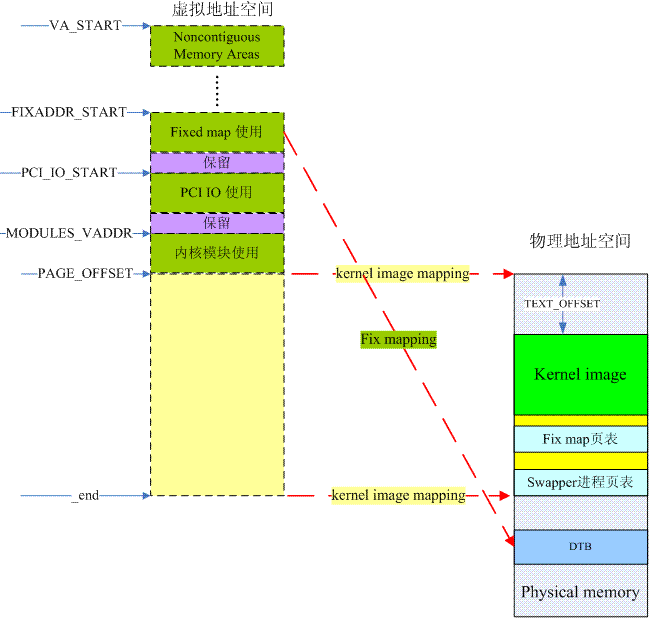 虚拟地址空间
VA_START
Noncontiguous
Memory Areas
FIXADDR_START
Fixed map 使用
保留
PCI_IO_START
PCI IO 使用
保留
MODULES_VADDR
内核模块使用
物理地址空间
PAGE_OFFSET
kernel image mapping
TEXT_OFFSET
Fix mapping
Kernel image
Fix map页表
Swapper进程页表
_end
kernel image mapping
DTB
Physical memory